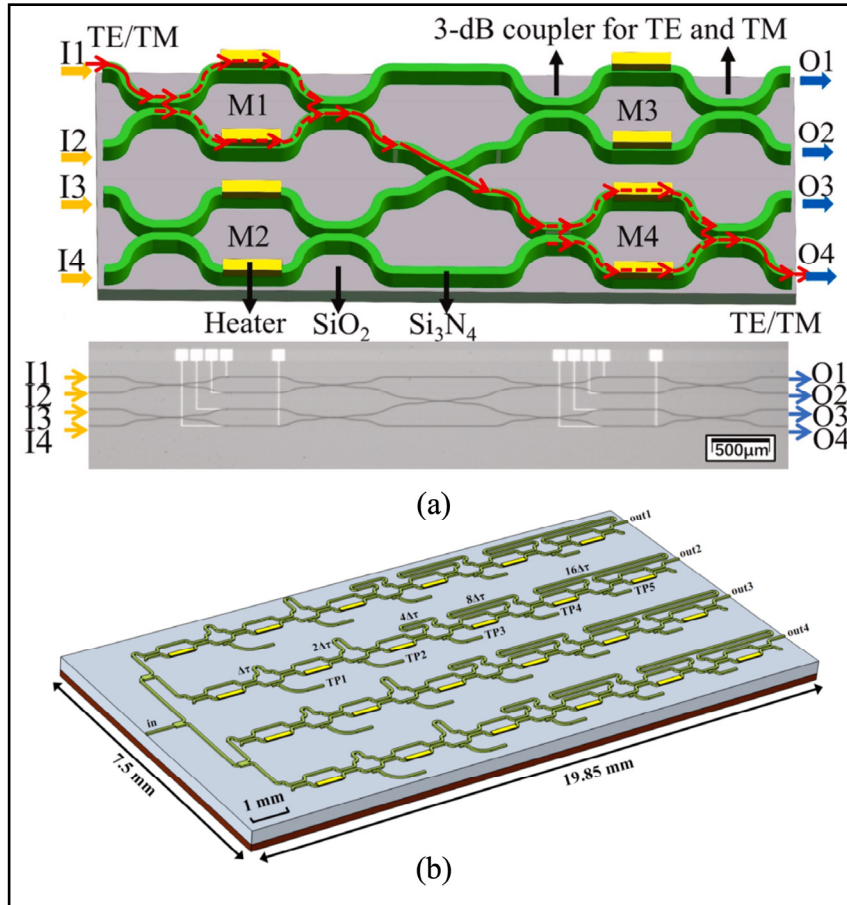 TE/TM
3-dB coupler for TE and TM
I1
O1
M1
M3
I2
O2
I3
O3
M2
M4
I4
O4
Heater
SiO₂
Si₃N₄
TE/TM
I1
O1
I2
O2
I3
O3
I4
O4
500μm
(a)
out1
out2
16Δτ
8Δτ
out3
4Δτ
TP5
TP4
2Δτ
TP3
out4
Δτ
TP2
TP1
in
7.5 mm
1 mm
19.85 mm
(b)